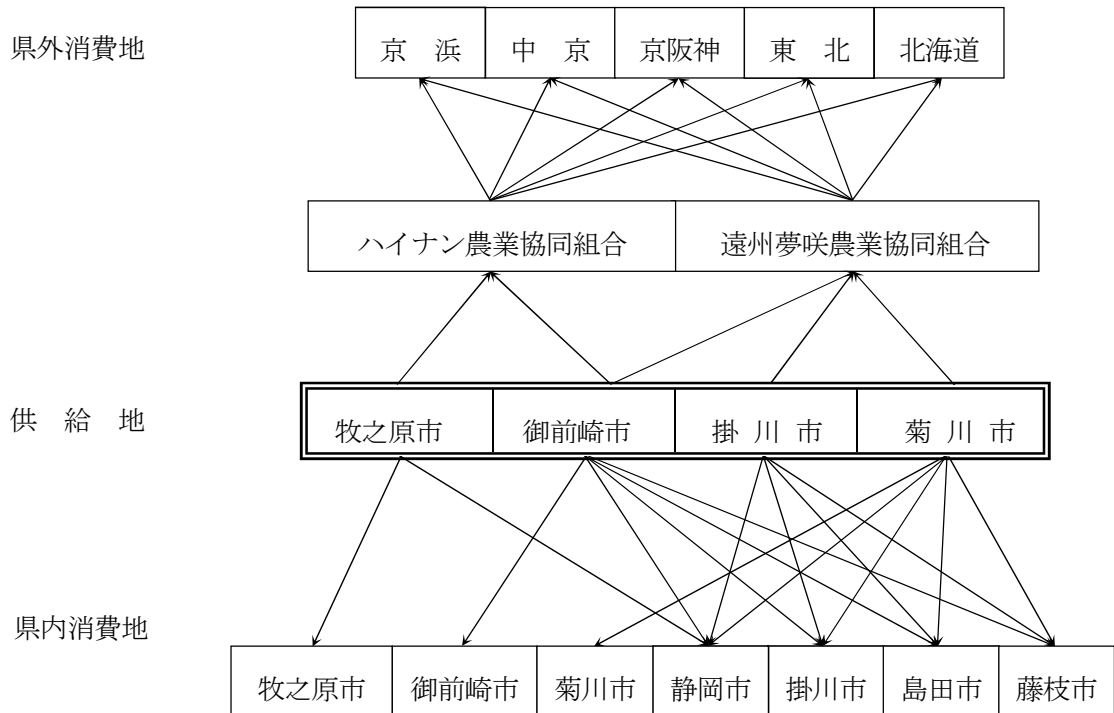 県外消費地
京　浜 中　京 京阪神 東　北 北海道
ハイナン農業協同組合 遠州夢咲農業協同組合
供　給　地
牧之原市 御前崎市 掛 川 市 菊 川 市
県内消費地
牧之原市 御前崎市 菊川市 静岡市 掛川市 島田市 藤枝市